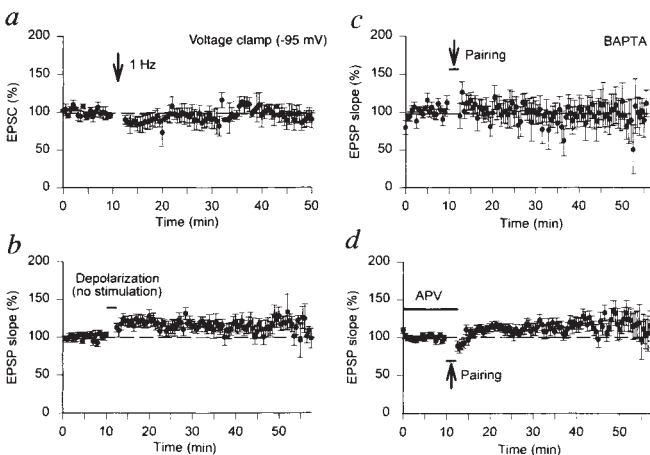 a
200
150
100
50
0
EPSC (%)
Voltage clamp (-95 mV)
1 Hz
0 10 20 30 40 50
Time (min)
b
200
150
100
50
0
EPSP slope (%)
Depolarization
(no stimulation)
0 10 20 30 40 50
Time (min)
c
200
150
100
50
0
EPSP slope (%)
Pairing
BAPTA
0 10 20 30 40 50
Time (min)
d
200
150
100
50
0
EPSP slope (%)
APV
Pairing
0 10 20 30 40 50
Time (min)